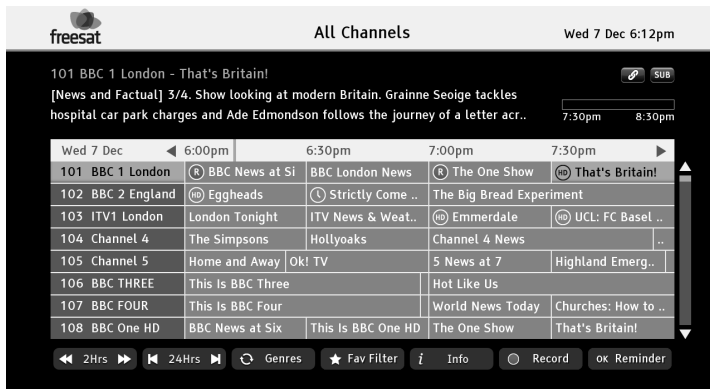 freesat
All Channels
Wed 7 Dec 6:12pm
101 BBC 1 London - That's Britain!
SUB
[News and Factual] 3/4. Show looking at modern Britain. Grainne Seoige tackles
hospital car park charges and Ade Edmondson follows the journey of a letter acr..
7:30pm 8:30pm
Wed 7 Dec 6:00pm 6:30pm 7:00pm 7:30pm
101 BBC 1 London R BBC News at Si BBC London News R The One Show HD That's Britain!
102 BBC 2 England HD Eggheads Strictly Come .. The Big Bread Experiment
103 ITV1 London London Tonight ITV News & Weat.. HD Emmerdale HD UCL: FC Basel ..
104 Channel 4 The Simpsons Hollyoaks Channel 4 News ..
105 Channel 5 Home and Away Ok! TV 5 News at 7 Highland Emerg..
106 BBC THREE This Is BBC Three Hot Like Us
107 BBC FOUR This Is BBC Four World News Today Churches: How to ..
108 BBC One HD BBC News at Six This Is BBC One HD The One Show That's Britain!
2Hrs 24Hrs Genres Fav Filter i Info Record OK Reminder